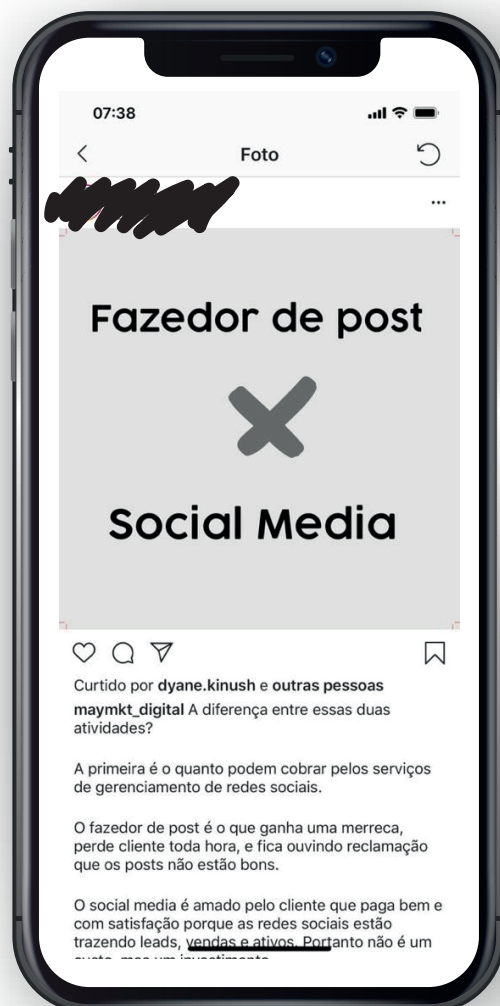 07:38
Foto
Fazedor de post
Social Media
Curtido por dyane.kinush e outras pessoas
maymkt_digital A diferença entre essas duas
atividades?
A primeira é o quanto podem cobrar pelos serviços
de gerenciamento de redes sociais.
O fazedor de post é o que ganha uma merreca,
perde cliente toda hora, e fica ouvindo reclamação
que os posts não estão bons.
O social media é amado pelo cliente que paga bem e
com satisfação porque as redes sociais estão
trazendo leads, vendas e ativos. Portanto não é um